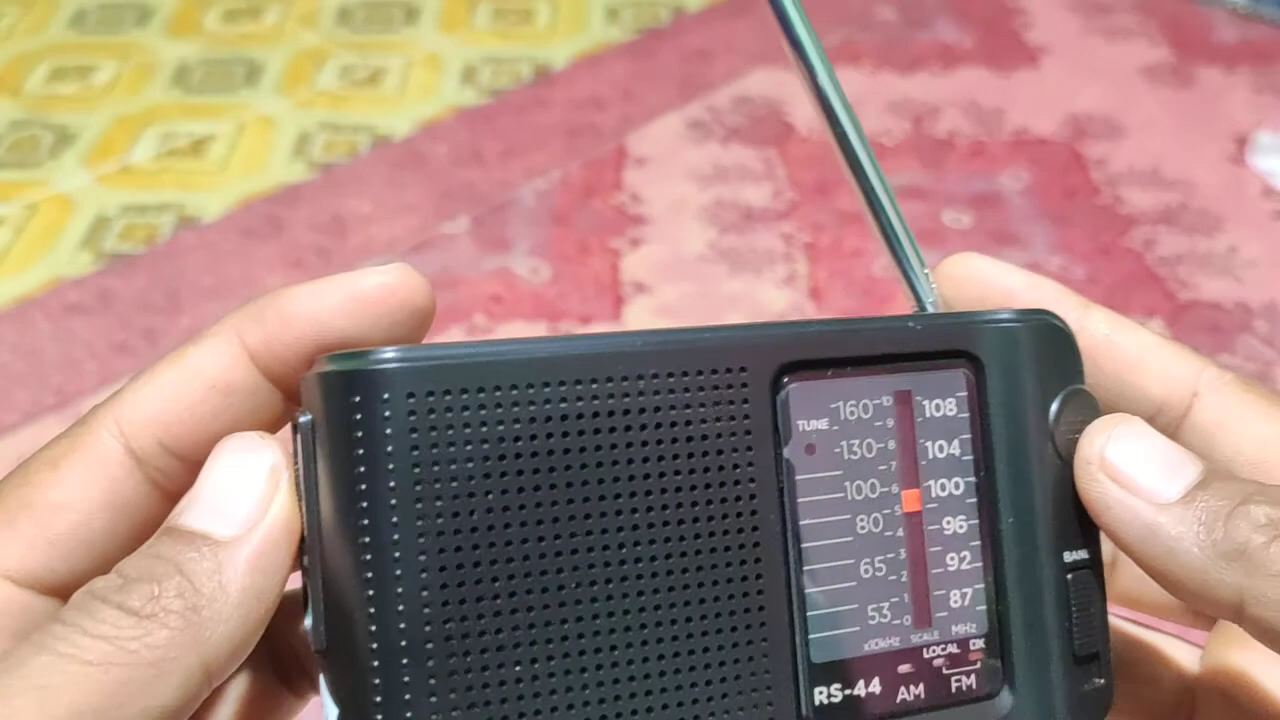 TUNE
160 10 108
9
130 8 104
7
100 6 100
5
80 4 96
3
65 2 92
1
53 0 87
x10kHz SCALE MHz
LOCAL DX
RS-44 AM FM